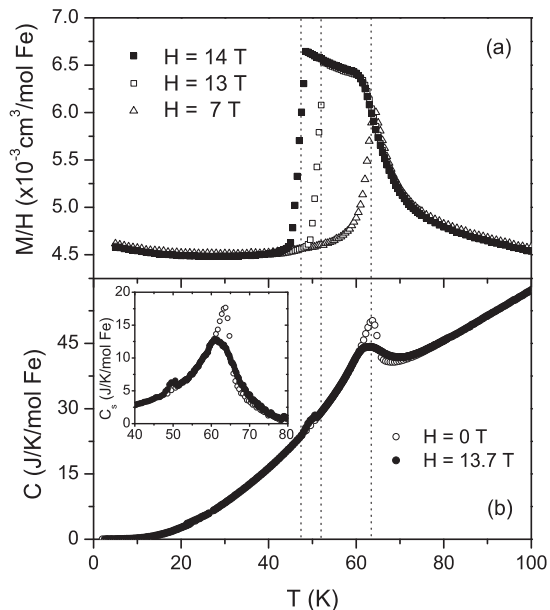 7.0
(a)
6.5
H = 14 T
H = 13 T
6.0
H = 7 T
5.5
5.0
4.5
M/H (x10⁻³cm³/mol Fe)
20
15
10
5
0
C_s (J/K/mol Fe)
40 50 60 70 80
45
30
15
0
C (J/K/mol Fe)
H = 0 T
H = 13.7 T
(b)
0 20 40 60 80 100
T (K)